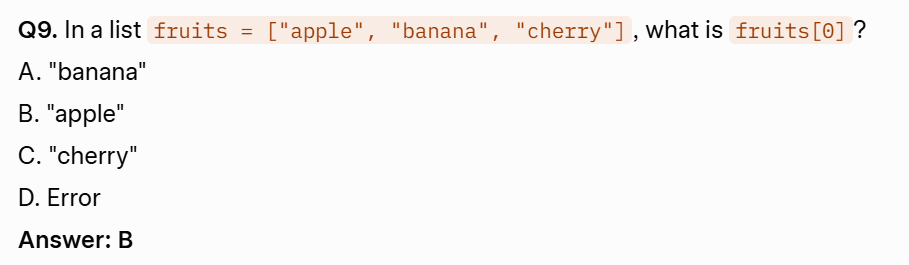 Q9. In a list fruits = ["apple", "banana", "cherry"], what is fruits[0]?
A. "banana"
B. "apple"
C. "cherry"
D. Error
Answer: B